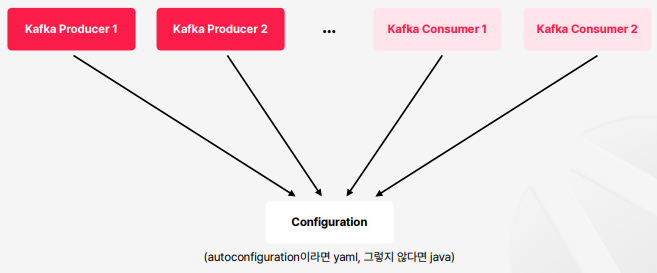 Kafka Producer 1
Kafka Producer 2
...
Kafka Consumer 1
Kafka Consumer 2
Configuration
(autoconfiguration이라면 yaml, 그렇지 않다면 java)